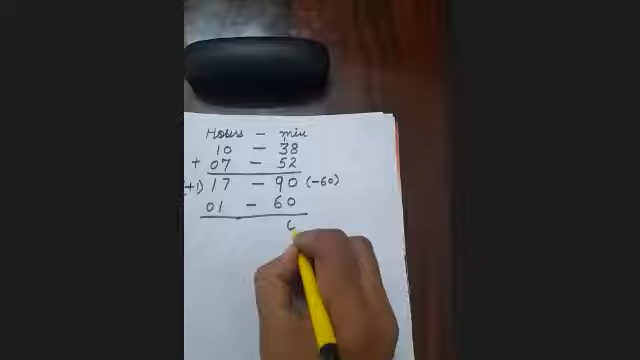 Hours - min
10 - 38
+ 07 - 52
(+1) 17 - 90 (-60)
01 - 60